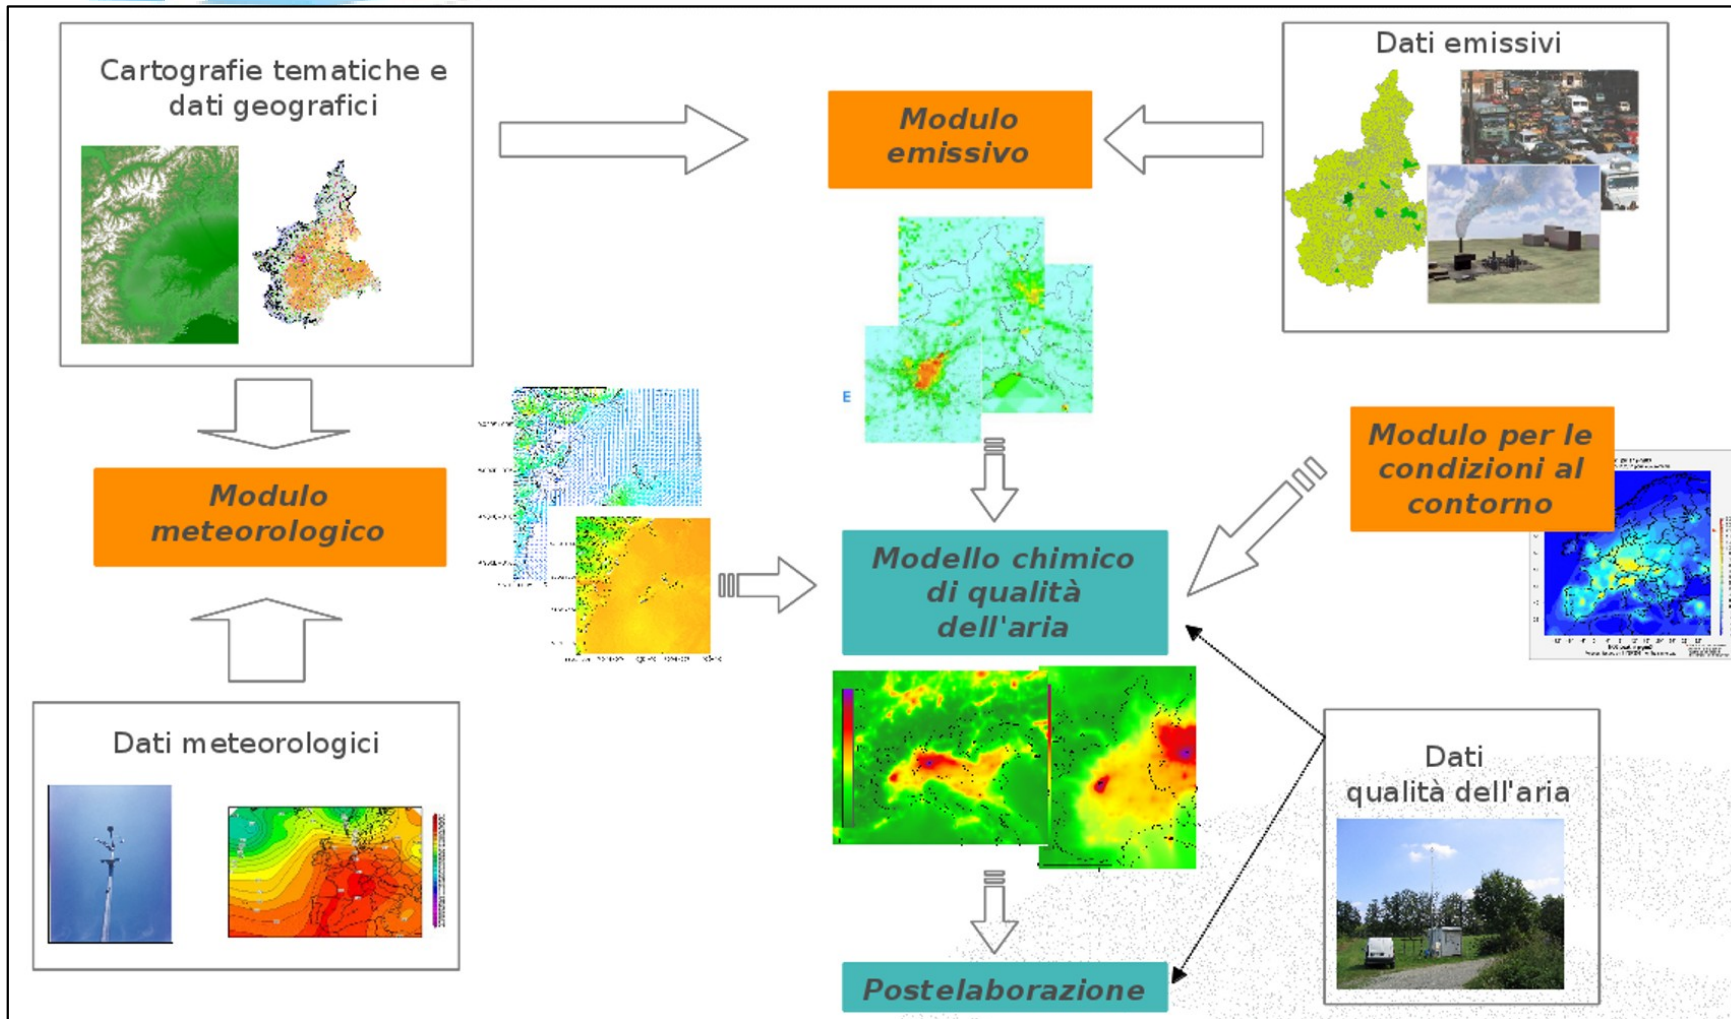 Cartografie tematiche e
dati geografici
Modulo
emissivo
Dati emissivi
E
Modulo
meteorologico
Modulo per le
condizioni al
contorno
Modello chimico
di qualità
dell'aria
Dati meteorologici
Dati
qualità dell'aria
Postelaborazione